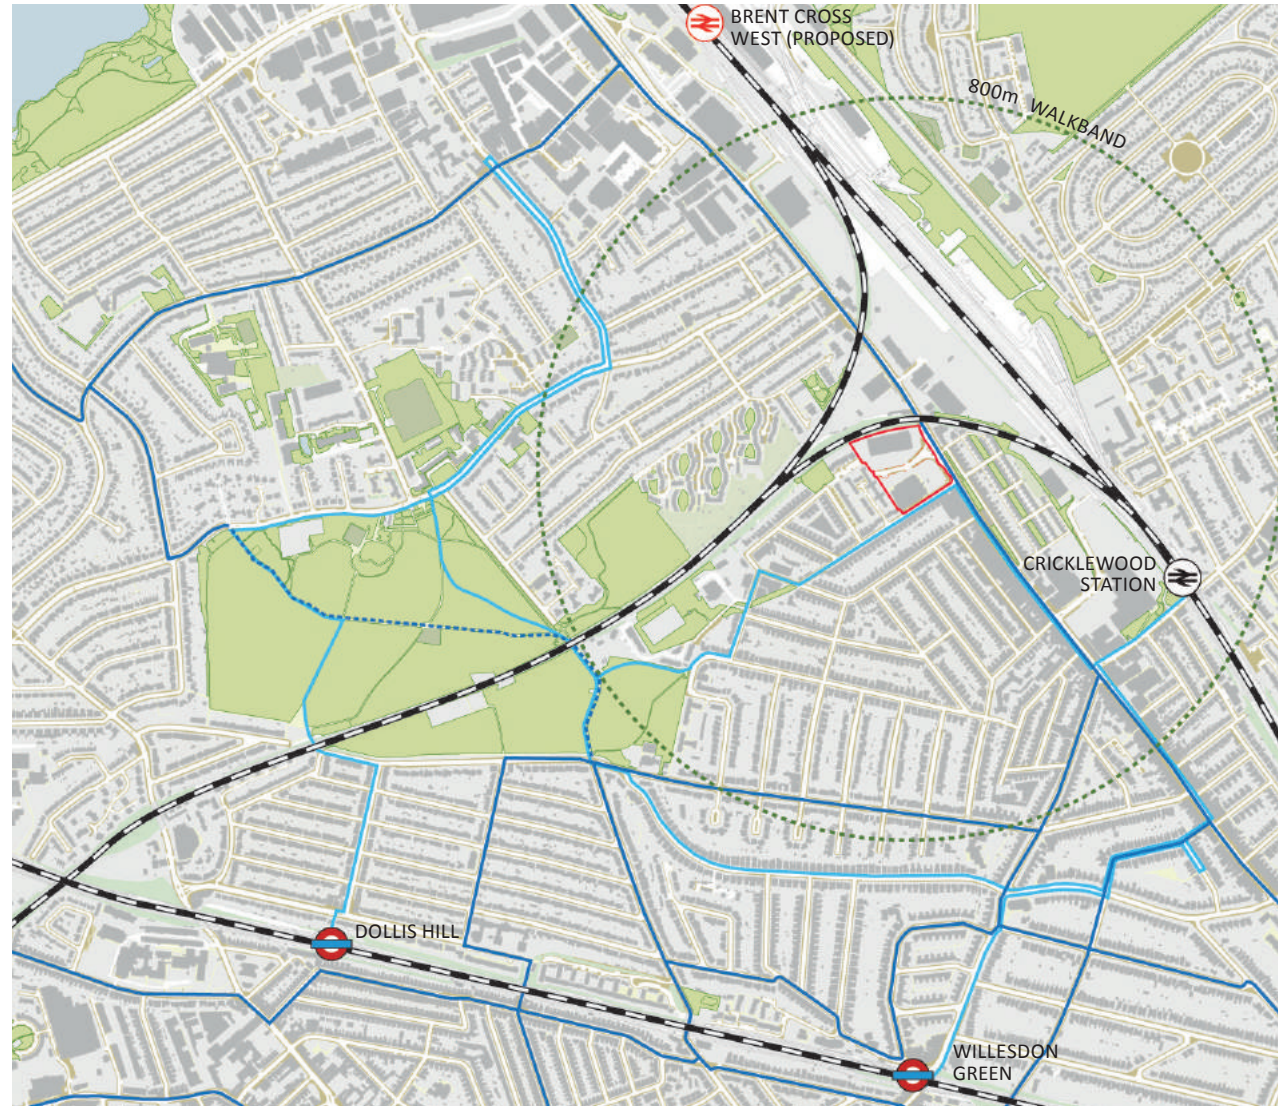 BRENT CROSS
WEST (PROPOSED)
800m WALKBAND
CRICKLEWOOD
STATION
DOLLIS HILL
WILLESDON
GREEN